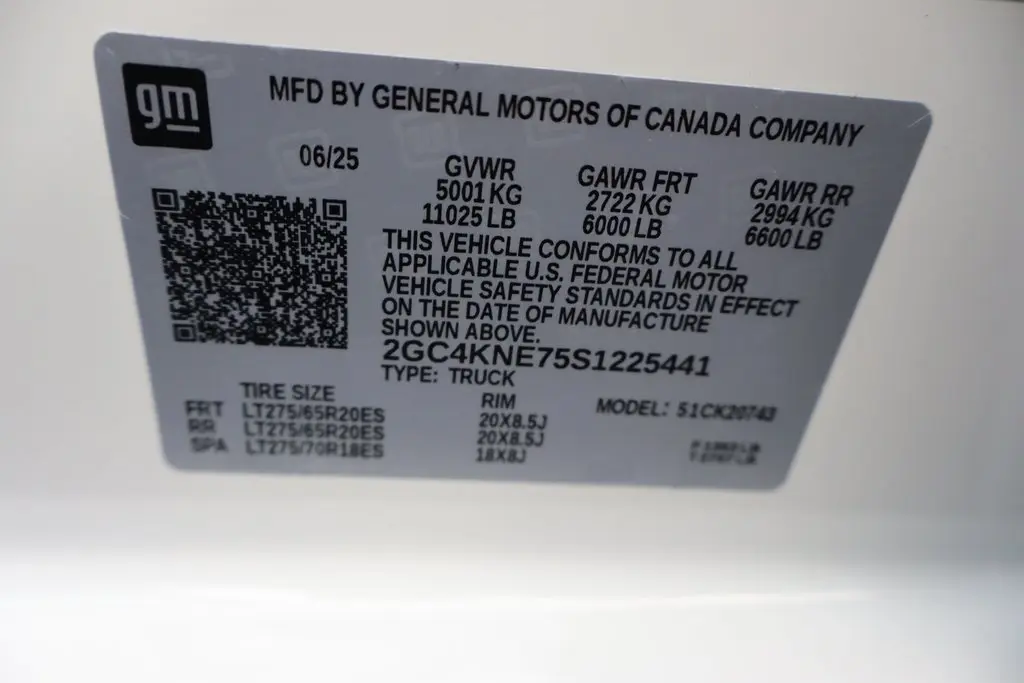 gm
MFD BY GENERAL MOTORS OF CANADA COMPANY
06/25
GVWR
5001 KG
11025 LB
GAWR FRT
2722 KG
6000 LB
GAWR RR
2994 KG
6600 LB
THIS VEHICLE CONFORMS TO ALL
APPLICABLE U.S. FEDERAL MOTOR
VEHICLE SAFETY STANDARDS IN EFFECT
ON THE DATE OF MANUFACTURE
SHOWN ABOVE.
2GC4KNE75S1225441
TYPE: TRUCK
TIRE SIZE
RIM
MODEL: 51CK20743
FRT LT275/65R20ES 20X8.5J
RR LT275/65R20ES 20X8.5J
SPA LT275/70R18ES 18X8J